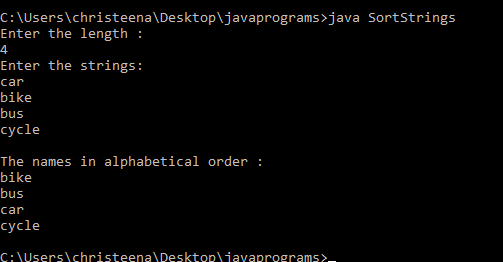 C:\Users\christeena\Desktop\javaprograms>java SortStrings
Enter the length :
4
Enter the strings:
car
bike
bus
cycle
The names in alphabetical order :
bike
bus
car
cycle
C:\Users\christeena\Desktop\javaprograms>_